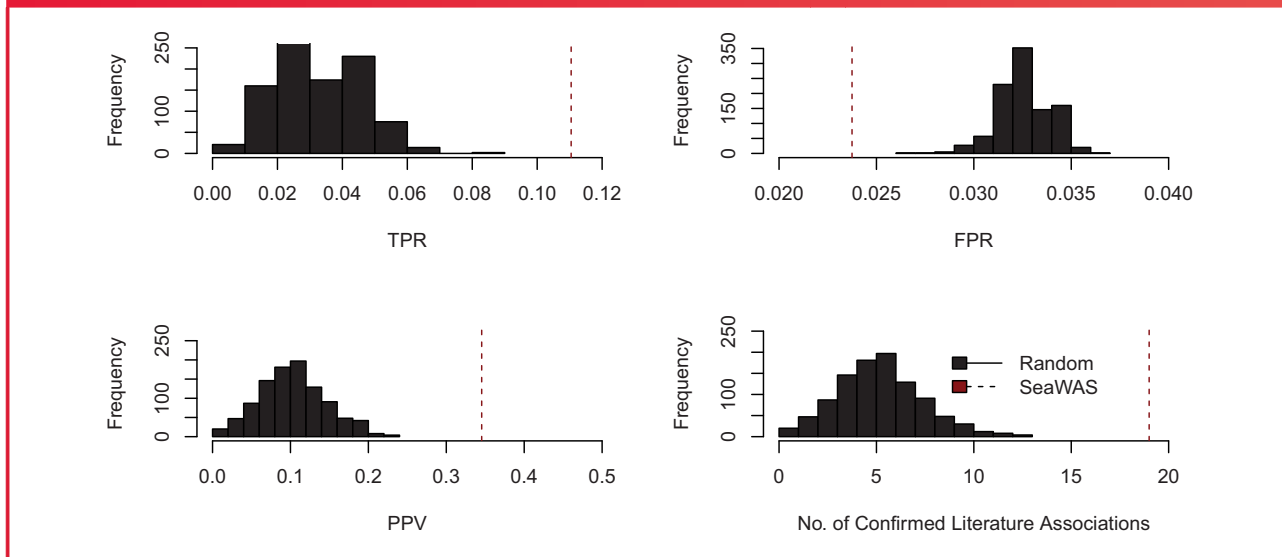 Frequency
0 100 250
0.00 0.02 0.04 0.06 0.08 0.10 0.12
TPR
Frequency
0 150 350
0.020 0.025 0.030 0.035 0.040
FPR
Frequency
0 100 250
0.0 0.1 0.2 0.3 0.4 0.5
PPV
Frequency
0 100 250
Random
SeaWAS
0 5 10 15 20
No. of Confirmed Literature Associations